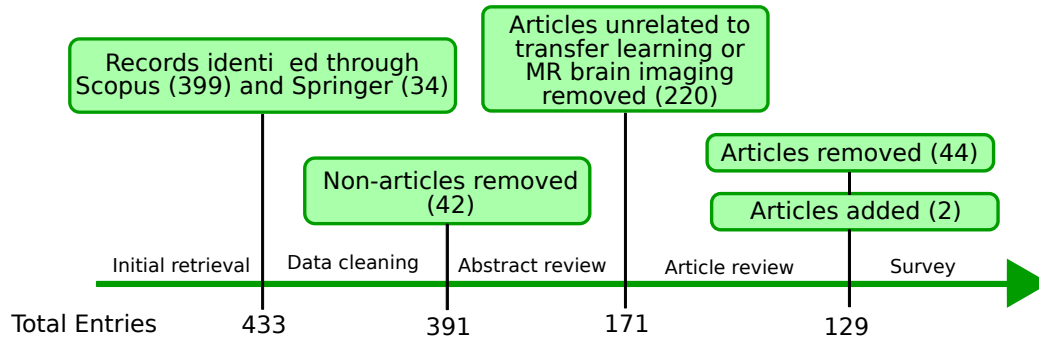 Records identi ed through
Scopus (399) and Springer (34)
Articles unrelated to
transfer learning or
MR brain imaging
removed (220)
Non-articles removed
(42)
Articles removed (44)
Articles added (2)
Initial retrieval
Data cleaning
Abstract review
Article review
Survey
Total Entries
433
391
171
129